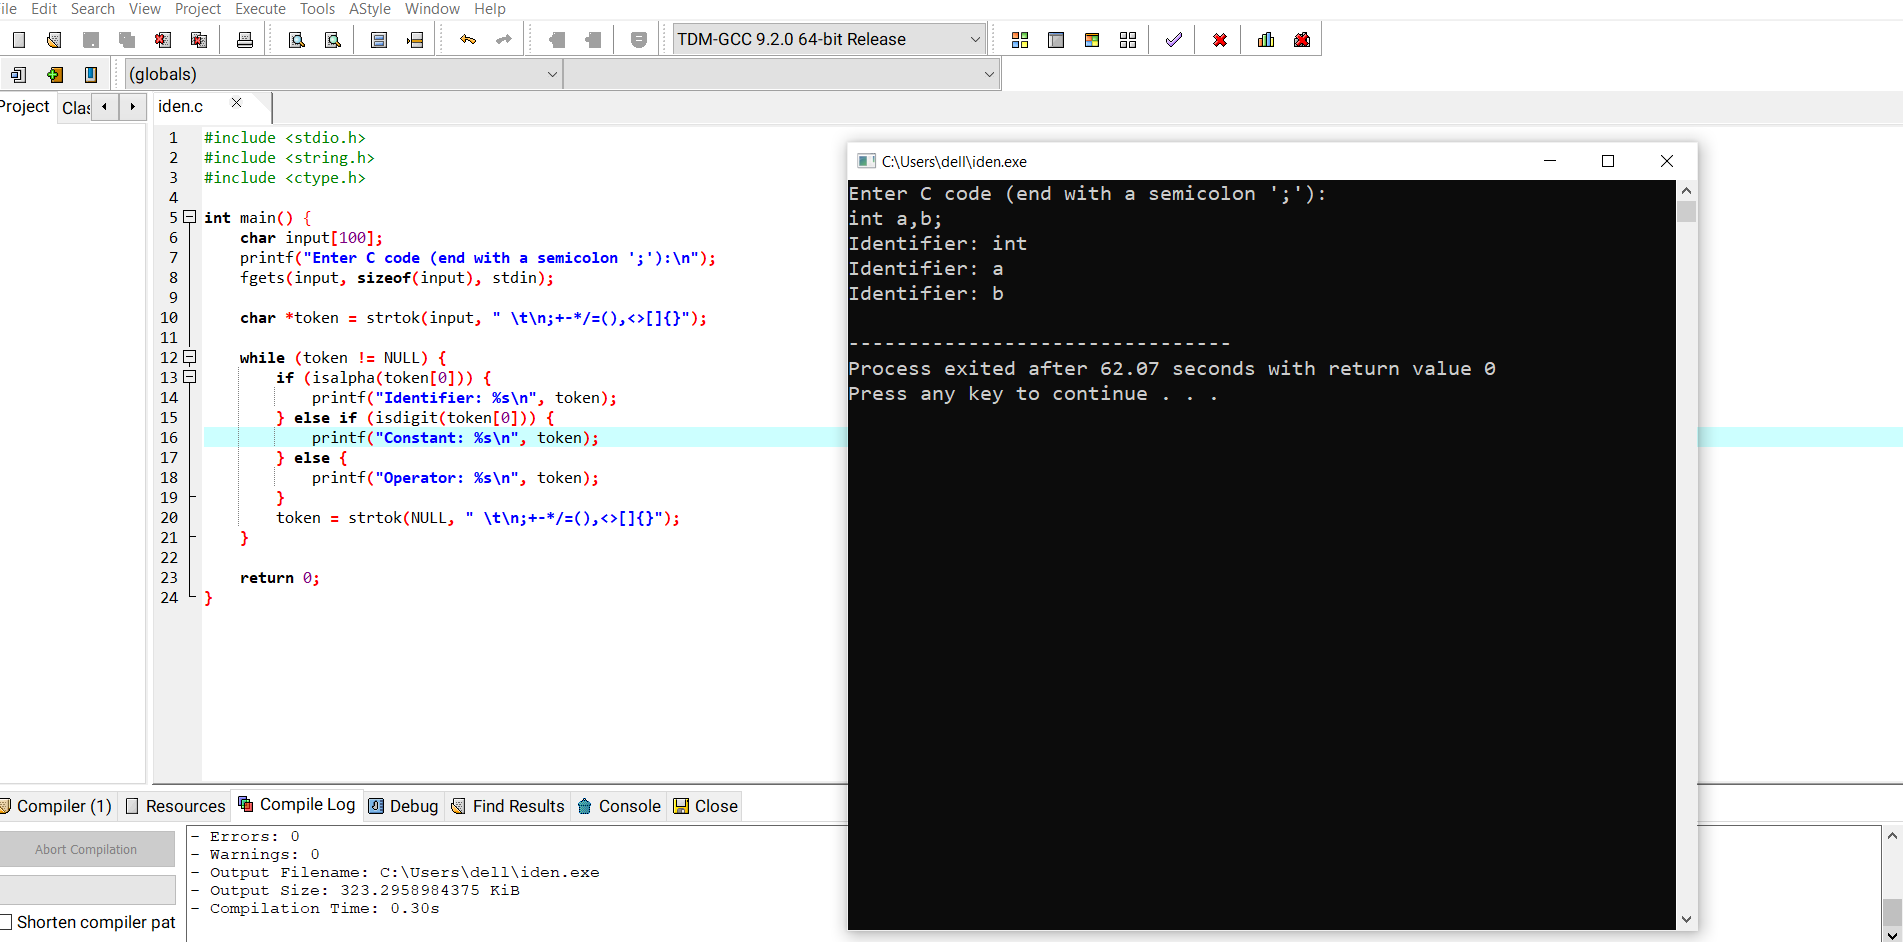 ile Edit Search View Project Execute Tools AStyle Window Help
TDM-GCC 9.2.0 64-bit Release
(globals)
Project Clas iden.c
1 #include <stdio.h>
2 #include <string.h>
3 #include <ctype.h>
4
5 int main() {
6 char input[100];
7 printf("Enter C code (end with a semicolon ';'):\n");
8 fgets(input, sizeof(input), stdin);
9
10 char *token = strtok(input, " \t\n;+-*/=(),<>[]{}");
11
12 while (token != NULL) {
13 if (isalpha(token[0])) {
14 printf("Identifier: %s\n", token);
15 } else if (isdigit(token[0])) {
16 printf("Constant: %s\n", token);
17 } else {
18 printf("Operator: %s\n", token);
19 }
20 token = strtok(NULL, " \t\n;+-*/=(),<>[]{}");
21 }
22
23 return 0;
24 }
C:\Users\dell\iden.exe
Enter C code (end with a semicolon ';'):
int a,b;
Identifier: int
Identifier: a
Identifier: b
--------------------------------
Process exited after 62.07 seconds with return value 0
Press any key to continue . . .
Compiler (1) Resources Compile Log Debug Find Results Console Close
Abort Compilation
Shorten compiler pat
- Errors: 0
- Warnings: 0
- Output Filename: C:\Users\dell\iden.exe
- Output Size: 323.2958984375 KiB
- Compilation Time: 0.30s